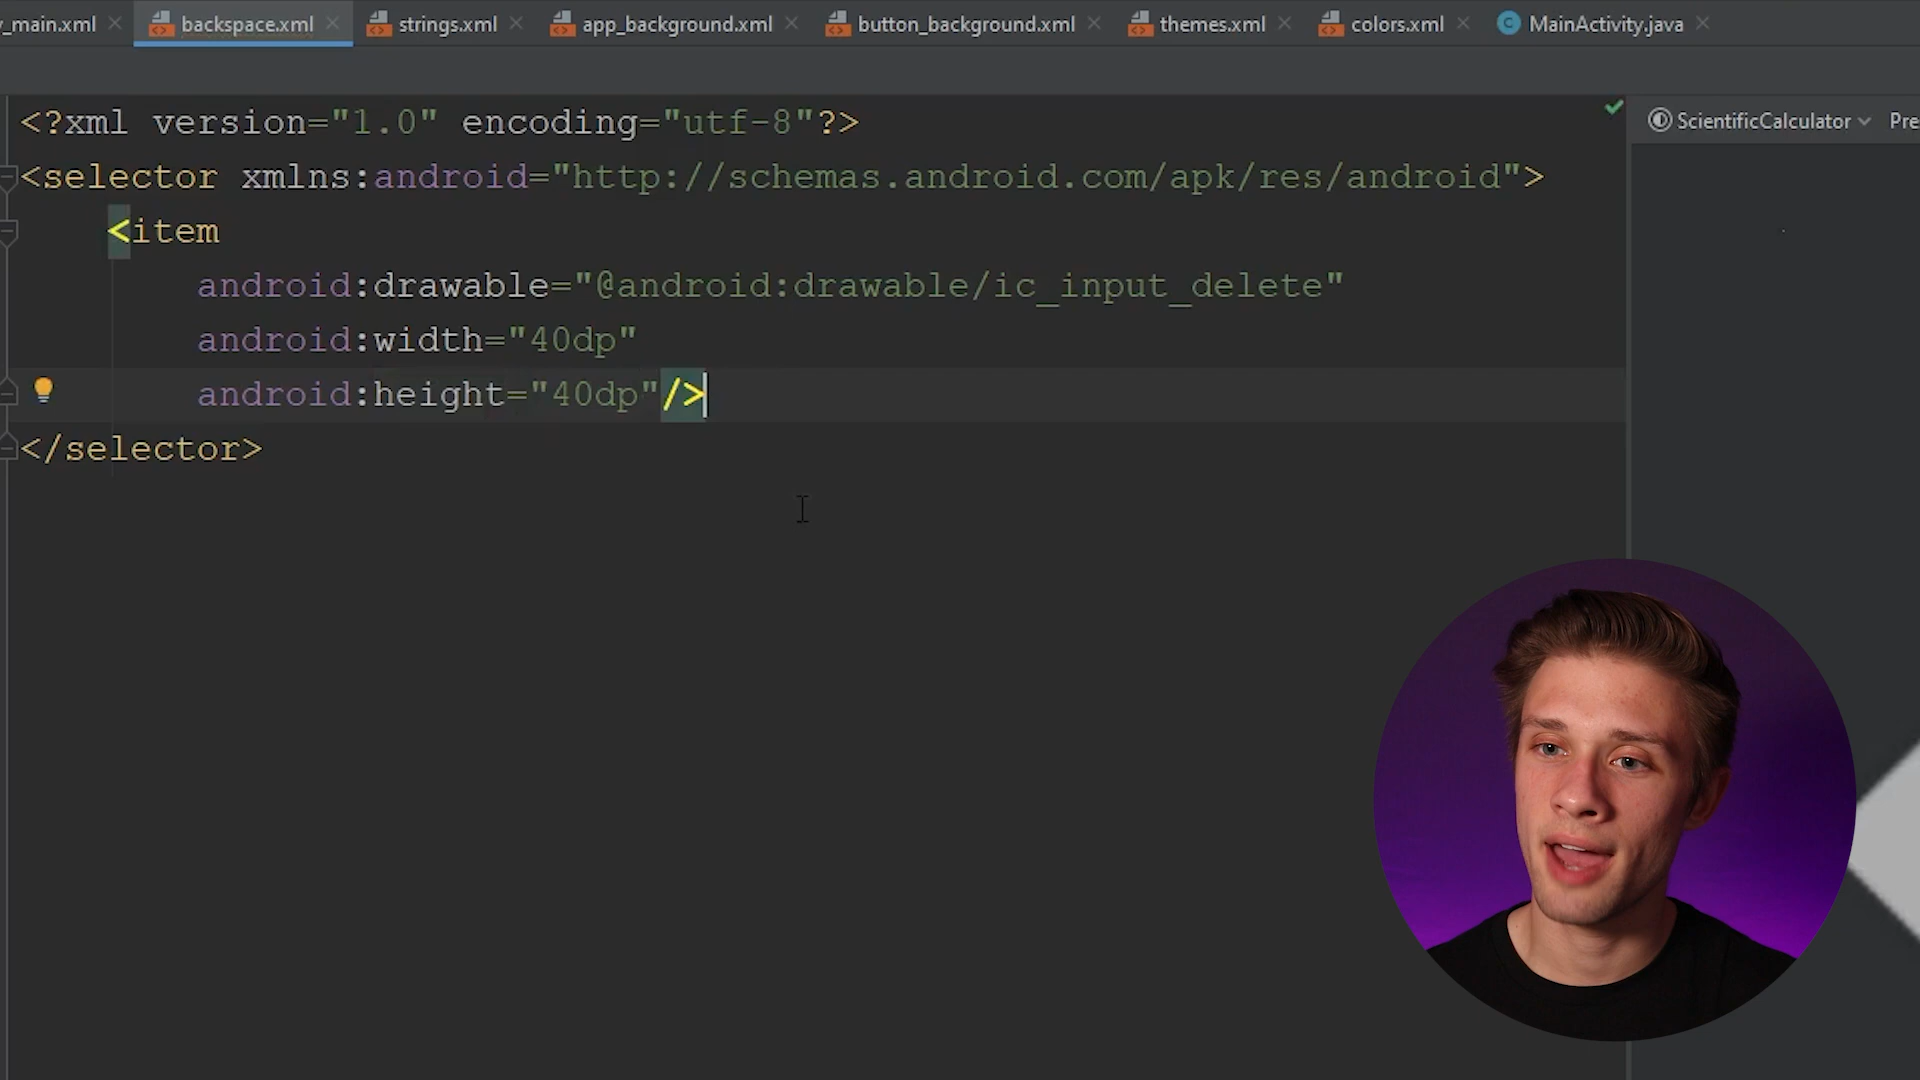 _main.xml backspace.xml strings.xml app_background.xml button_background.xml themes.xml colors.xml MainActivity.java
ScientificCalculator
<?xml version="1.0" encoding="utf-8"?>
<selector xmlns:android="http://schemas.android.com/apk/res/android">
<item
android:drawable="@android:drawable/ic_input_delete"
android:width="40dp"
android:height="40dp"/>
</selector>